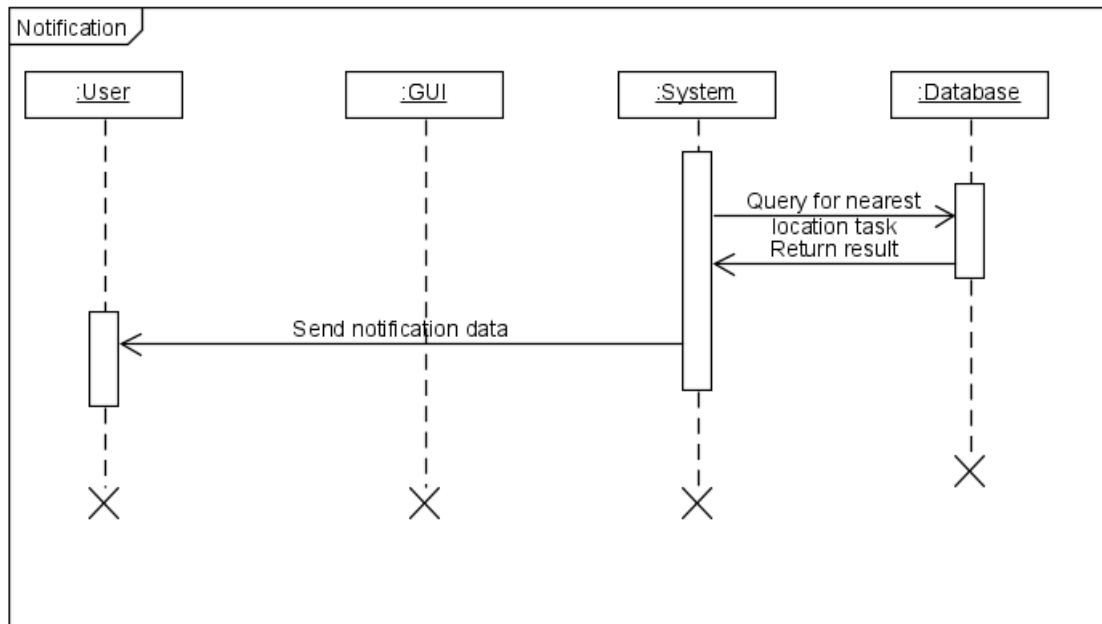 Notification
:User
:GUI
:System
:Database
Query for nearest
location task
Return result
Send notification data